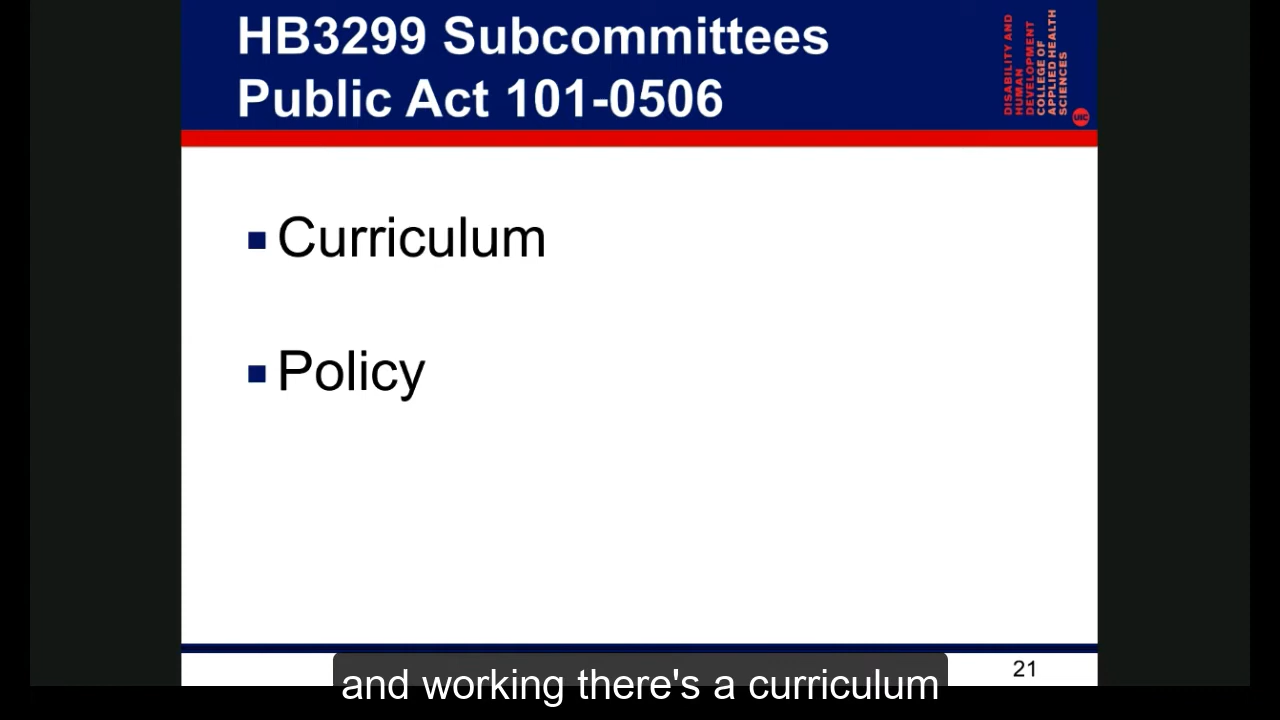 HB3299 Subcommittees
Public Act 101-0506
DISABILITY AND
HUMAN
DEVELOPMENT
COLLEGE OF
APPLIED HEALTH
SCIENCES
UIC
Curriculum
Policy
21
and working there's a curriculum